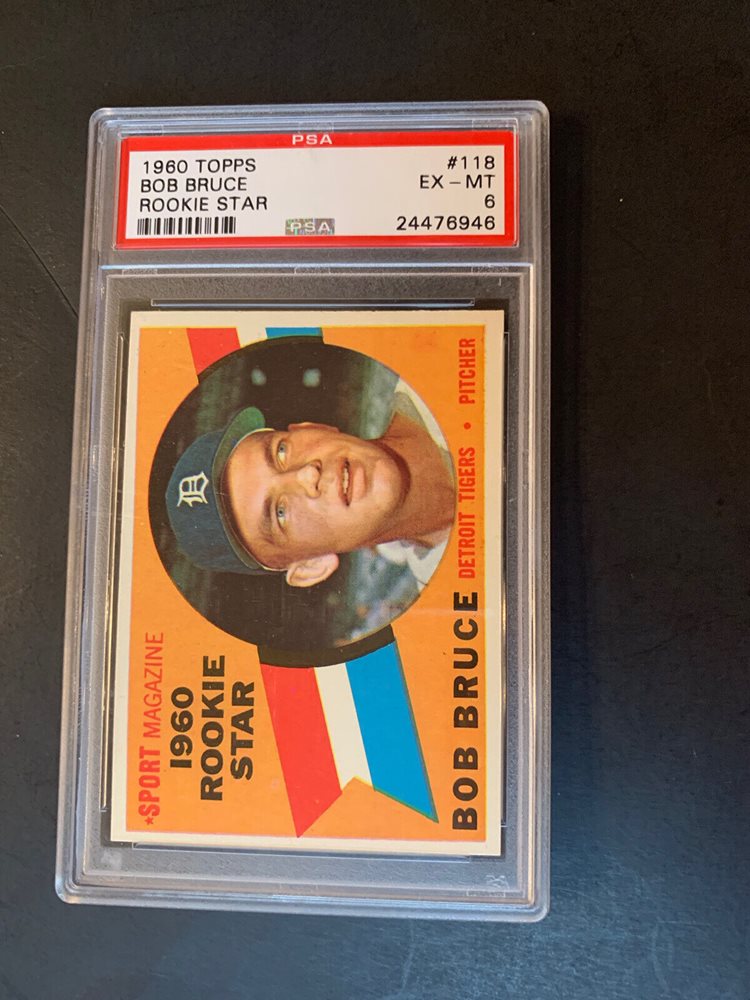 PSA
1960 TOPPS #118
BOB BRUCE EX-MT
ROOKIE STAR 6
PSA 24476946
★SPORT MAGAZINE
1960
ROOKIE
STAR
D
BOB BRUCE DETROIT TIGERS • PITCHER